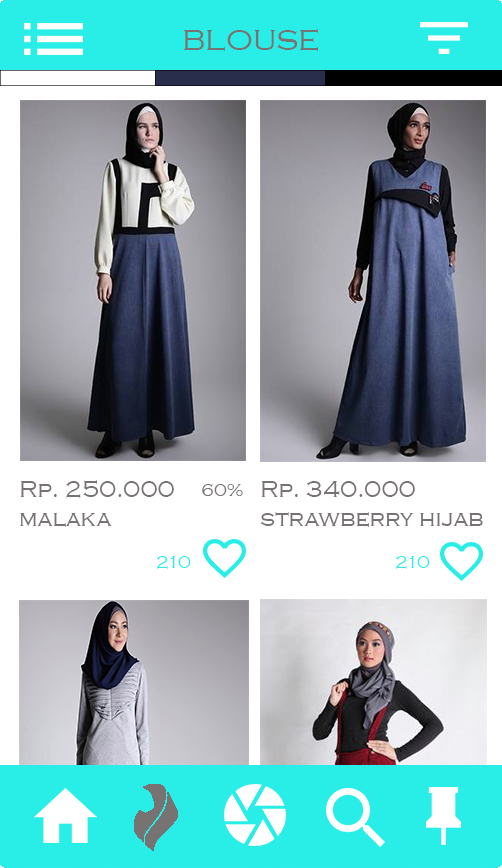 BLOUSE
Rp. 250.000 60%
MALAKA
210
Rp. 340.000
STRAWBERRY HIJAB
210